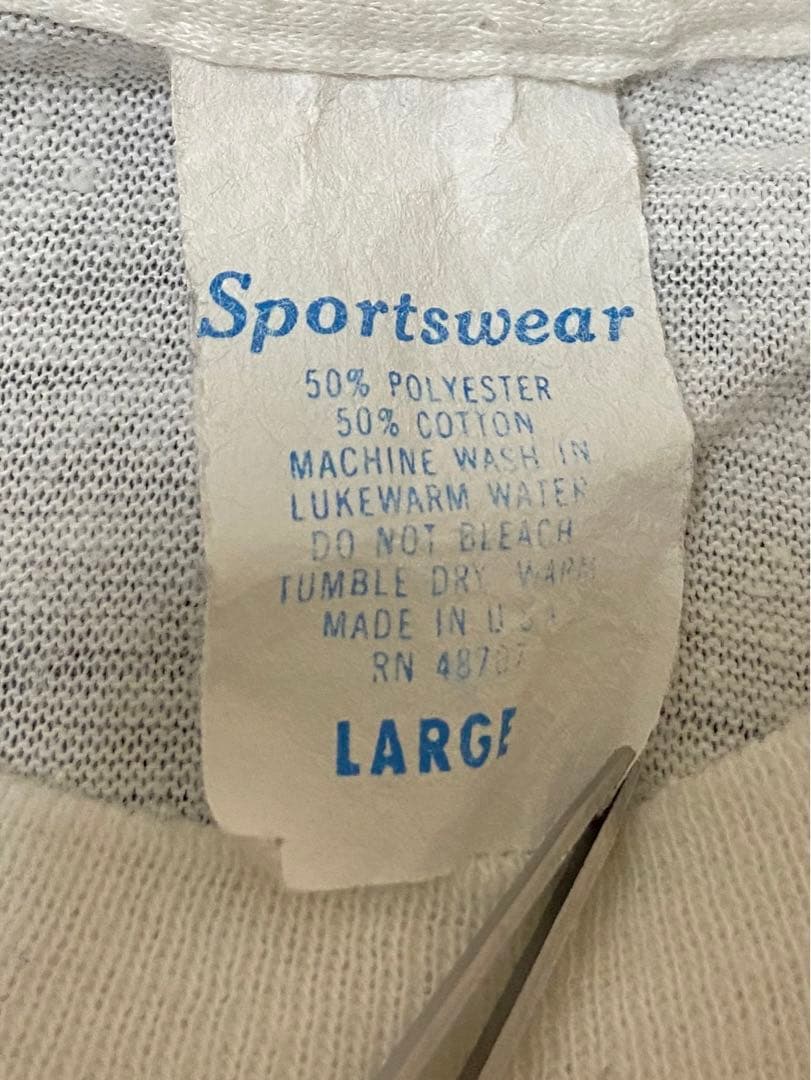 Sportswear
50% POLYESTER
50% COTTON
MACHINE WASH IN
LUKEWARM WATER
DO NOT BLEACH
TUMBLE DRY WARM
MADE IN U.S.A
RN
LARGE